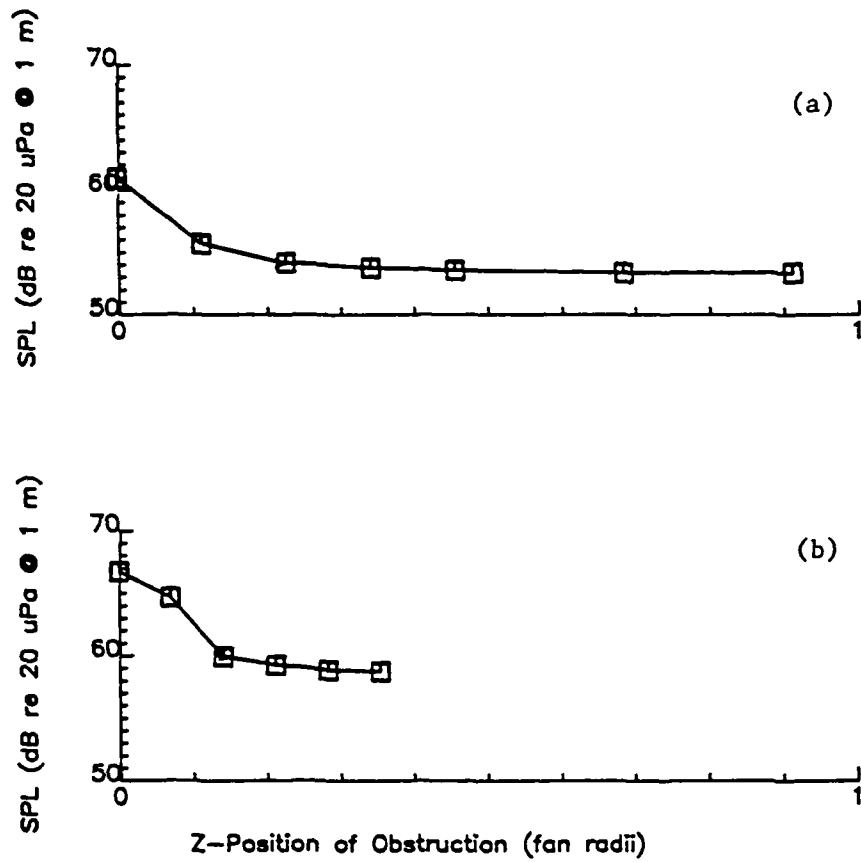 SPL (dB re 20 uPa @ 1 m)
70
60
50
0
1
(a)
SPL (dB re 20 uPa @ 1 m)
70
60
50
0
1
(b)
Z-Position of Obstruction (fan radii)